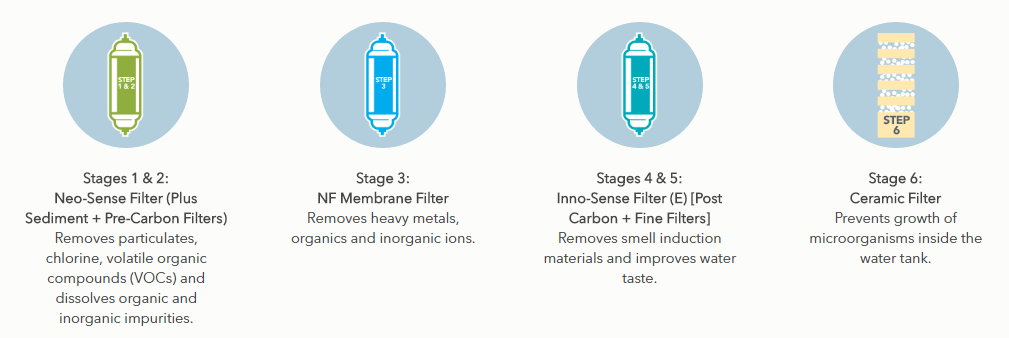 STEP
1 & 2
Stages 1 & 2:
Neo-Sense Filter (Plus
Sediment + Pre-Carbon Filters)
Removes particulates,
chlorine, volatile organic
compounds (VOCs) and
dissolves organic and
inorganic impurities.
STEP
3
Stage 3:
NF Membrane Filter
Removes heavy metals,
organics and inorganic ions.
STEP
4 & 5
Stages 4 & 5:
Inno-Sense Filter (E) [Post
Carbon + Fine Filters]
Removes smell induction
materials and improves water
taste.
STEP
6
Stage 6:
Ceramic Filter
Prevents growth of
microorganisms inside the
water tank.